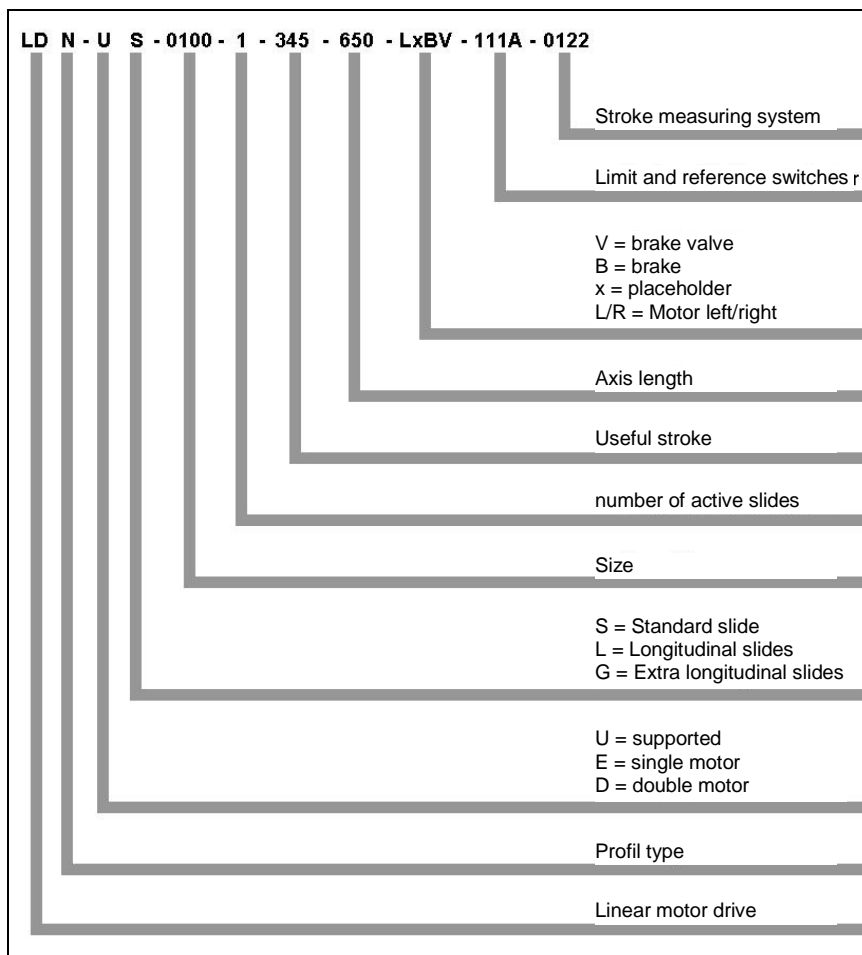 LD N - U S - 0100 - 1 - 345 - 650 - LxBV - 111A - 0122
Stroke measuring system
Limit and reference switches r
V = brake valve
B = brake
x = placeholder
L/R = Motor left/right
Axis length
Useful stroke
number of active slides
Size
S = Standard slide
L = Longitudinal slides
G = Extra longitudinal slides
U = supported
E = single motor
D = double motor
Profil type
Linear motor drive